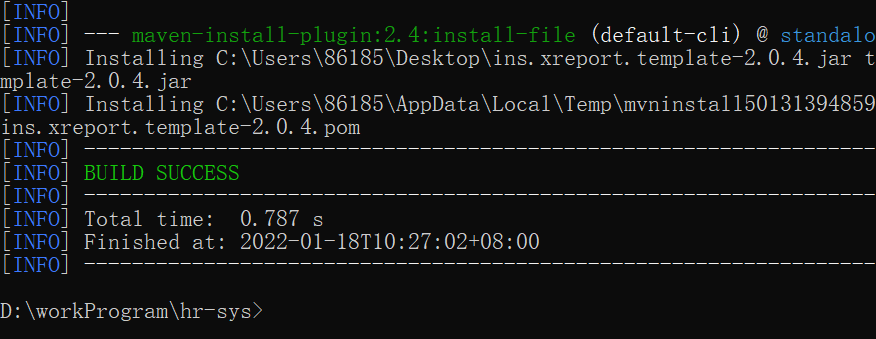 [INFO]
[INFO] --- maven-install-plugin:2.4:install-file (default-cli) @ standalo
[INFO] Installing C:\Users\86185\Desktop\ins.xreport.template-2.0.4.jar t
mplate-2.0.4.jar
[INFO] Installing C:\Users\86185\AppData\Local\Temp\mvninstall50131394859
ins.xreport.template-2.0.4.pom
[INFO] ------------------------------------------------------------------
[INFO] BUILD SUCCESS
[INFO] ------------------------------------------------------------------
[INFO] Total time:  0.787 s
[INFO] Finished at: 2022-01-18T10:27:02+08:00
[INFO] ------------------------------------------------------------------
D:\workProgram\hr-sys>